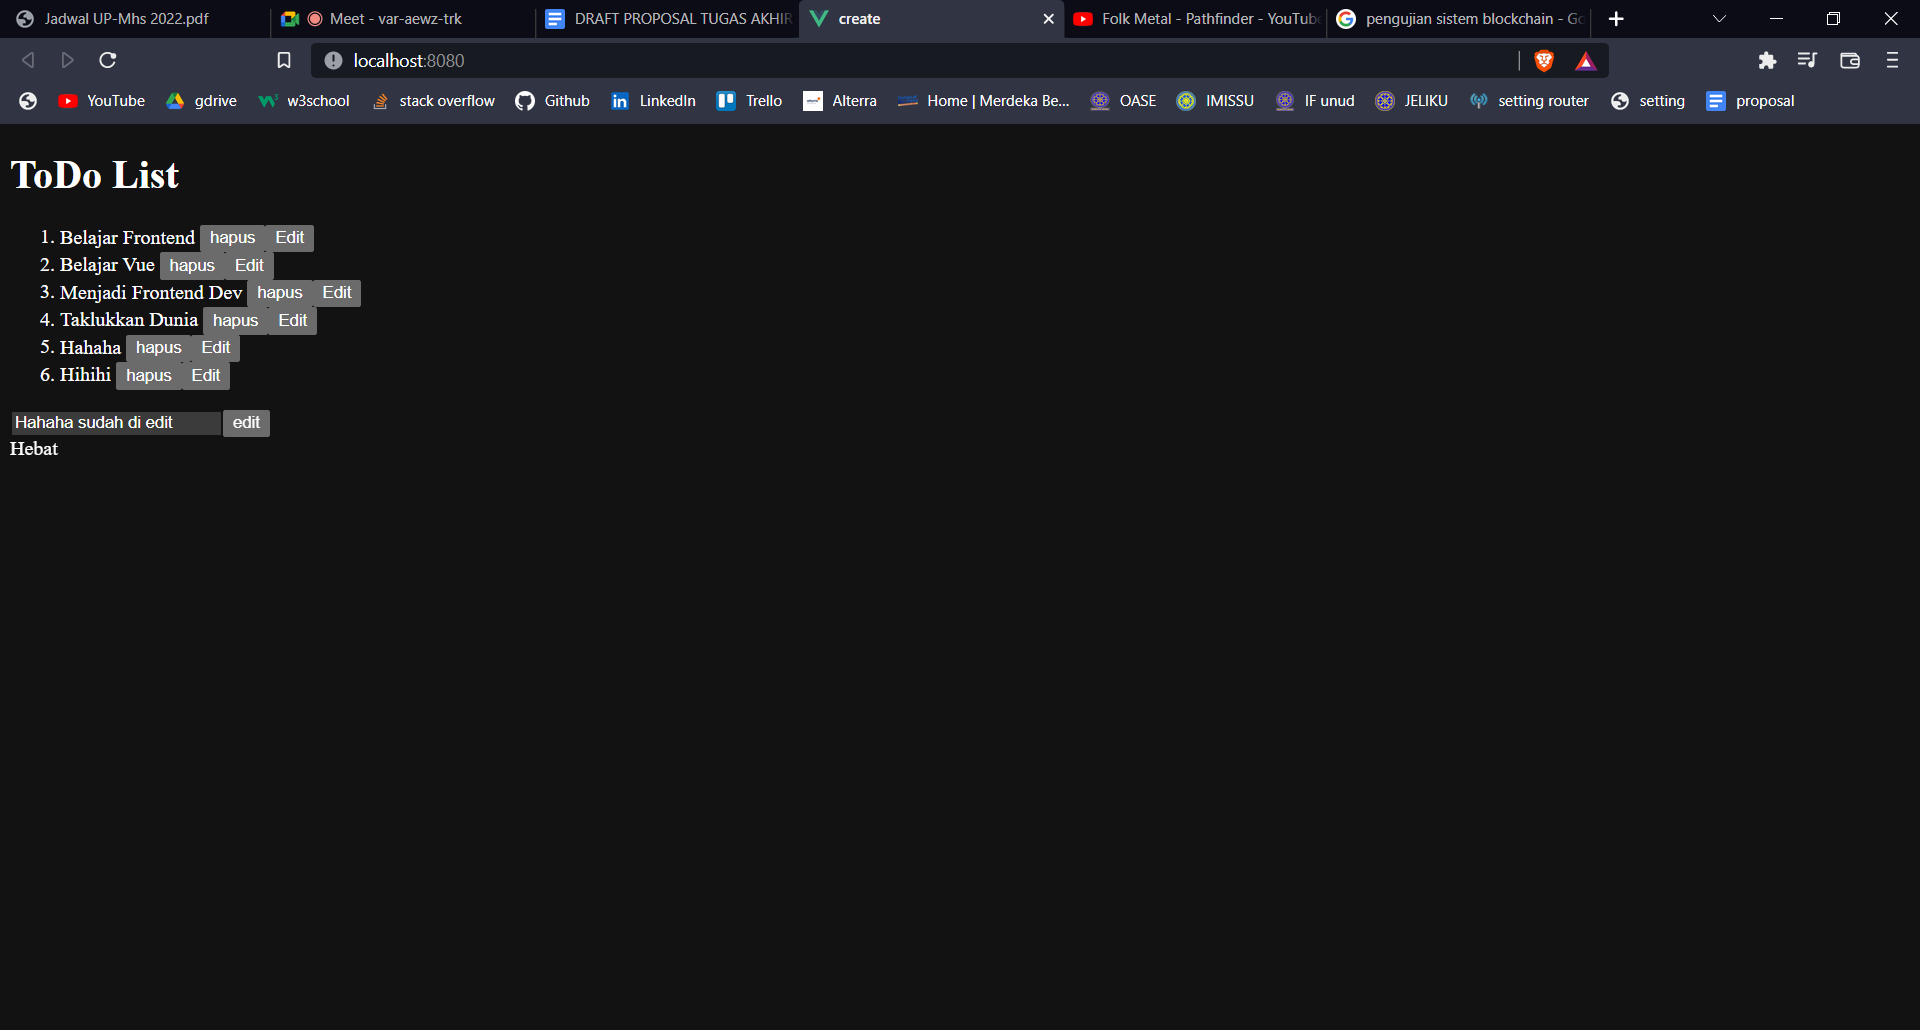 Jadwal UP-Mhs 2022.pdf
Meet - var-aewz-trk
DRAFT PROPOSAL TUGAS AKHIR
create
Folk Metal - Pathfinder - YouTube
pengujian sistem blockchain - Go
localhost:8080
YouTube
gdrive
w3school
stack overflow
Github
LinkedIn
Trello
Alterra
Home | Merdeka Be...
OASE
IMISSU
IF unud
JELIKU
setting router
setting
proposal
ToDo List
1. Belajar Frontend hapus Edit
2. Belajar Vue hapus Edit
3. Menjadi Frontend Dev hapus Edit
4. Taklukkan Dunia hapus Edit
5. Hahaha hapus Edit
6. Hihihi hapus Edit
Hahaha sudah di edit edit
Hebat